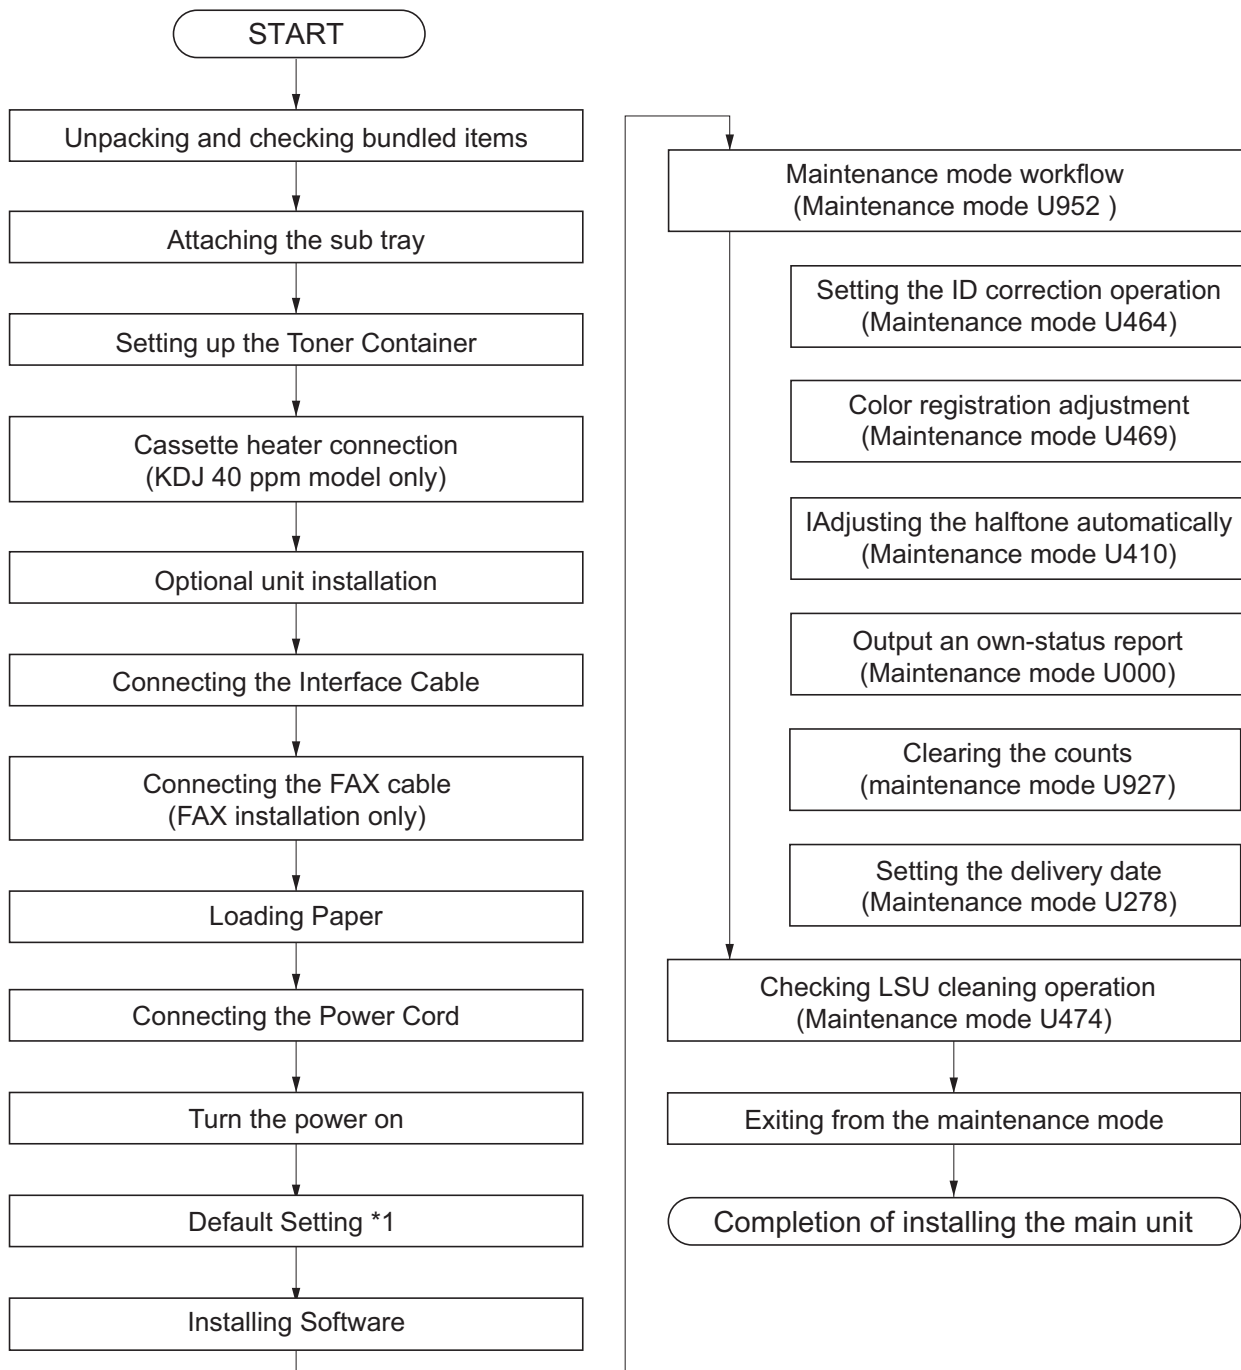 START
Unpacking and checking bundled items
Attaching the sub tray
Setting up the Toner Container
Cassette heater connection
(KDJ 40 ppm model only)
Optional unit installation
Connecting the Interface Cable
Connecting the FAX cable
(FAX installation only)
Loading Paper
Connecting the Power Cord
Turn the power on
Default Setting *1
Installing Software
Maintenance mode workflow
(Maintenance mode U952 )
Setting the ID correction operation
(Maintenance mode U464)
Color registration adjustment
(Maintenance mode U469)
IAdjusting the halftone automatically
(Maintenance mode U410)
Output an own-status report
(Maintenance mode U000)
Clearing the counts
(maintenance mode U927)
Setting the delivery date
(Maintenance mode U278)
Checking LSU cleaning operation
(Maintenance mode U474)
Exiting from the maintenance mode
Completion of installing the main unit